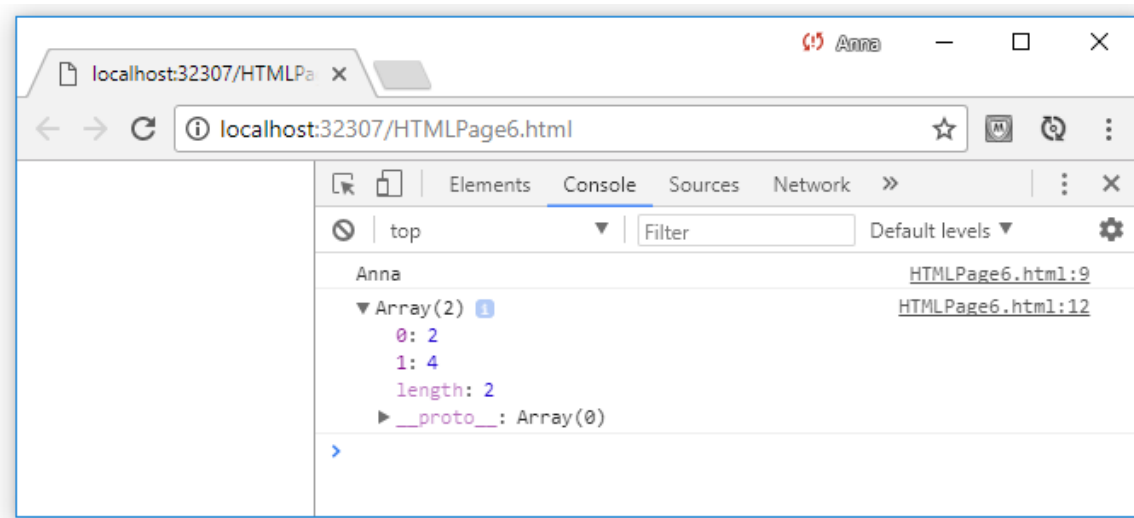 Anna
localhost:32307/HTMLPa
localhost:32307/HTMLPage6.html
Elements Console Sources Network »
top Filter Default levels
Anna HTMLPage6.html:9
Array(2) i HTMLPage6.html:12
0: 2
1: 4
length: 2
__proto__: Array(0)
>